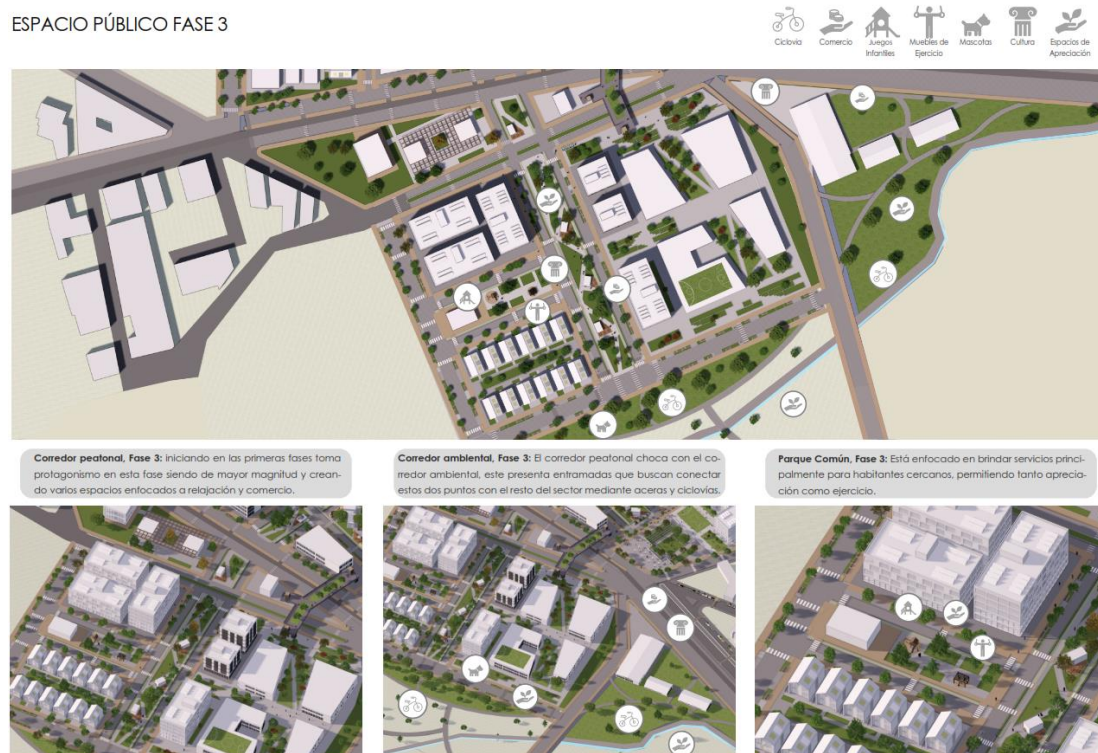 ESPACIO PÚBLICO FASE 3
Ciclovia
Comercio
Juegos
Infantiles
Muebles de
Ejercicio
Mascotas
Cultura
Espacios de
Apreciación
Corredor peatonal, Fase 3: iniciando en las primeras fases toma
protagonismo en esta fase siendo de mayor magnitud y crean-
do varios espacios enfocados a relajación y comercio.
Corredor ambiental, Fase 3: El corredor peatonal choca con el co-
rredor ambiental, este presenta entramadas que buscan conectar
estos dos puntos con el resto del sector mediante aceras y ciclovías.
Parque Común, Fase 3: Está enfocado en brindar servicios princi-
palmente para habitantes cercanos, permitiendo tanto aprecia-
ción como ejercicio.